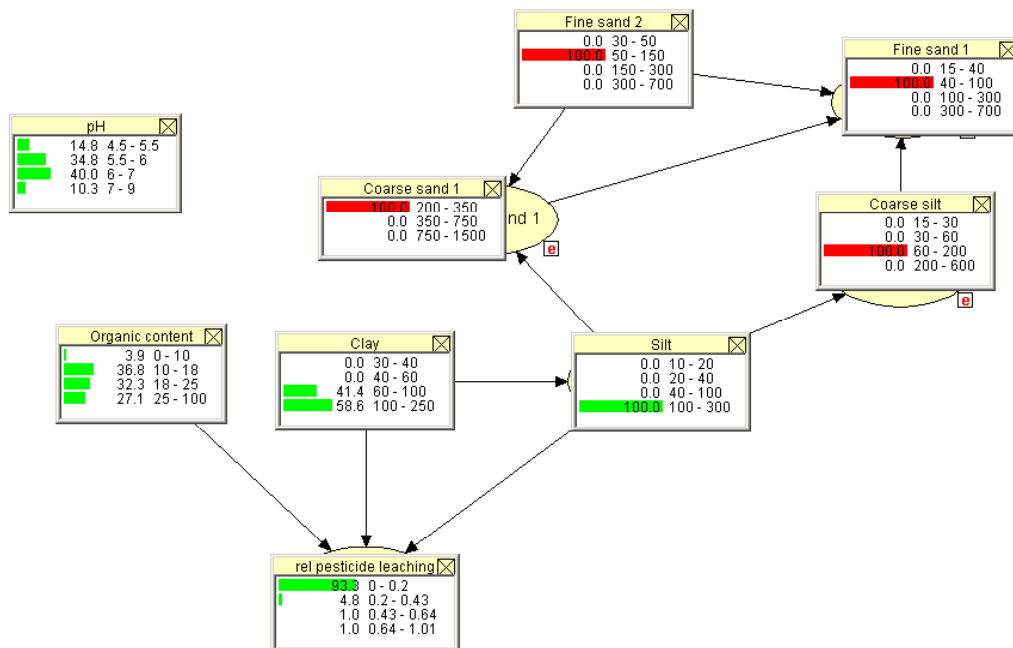 Fine sand 2
0.0 30 - 50
100.0 50 - 150
0.0 150 - 300
0.0 300 - 700
Fine sand 1
0.0 15 - 40
100.0 40 - 100
0.0 100 - 300
0.0 300 - 700
pH
14.8 4.5 - 5.5
34.8 5.5 - 6
40.0 6 - 7
10.3 7 - 9
Coarse sand 1
100.0 200 - 350
0.0 350 - 750
0.0 750 - 1500
nd 1
e
Coarse silt
0.0 15 - 30
0.0 30 - 60
100.0 60 - 200
0.0 200 - 600
e
Organic content
3.9 0 - 10
36.8 10 - 18
32.3 18 - 25
27.1 25 - 100
Clay
0.0 30 - 40
0.0 40 - 60
41.4 60 - 100
58.6 100 - 250
Silt
0.0 10 - 20
0.0 20 - 40
0.0 40 - 100
100.0 100 - 300
rel pesticide leaching
93.3 0 - 0.2
4.8 0.2 - 0.43
1.0 0.43 - 0.64
1.0 0.64 - 1.01